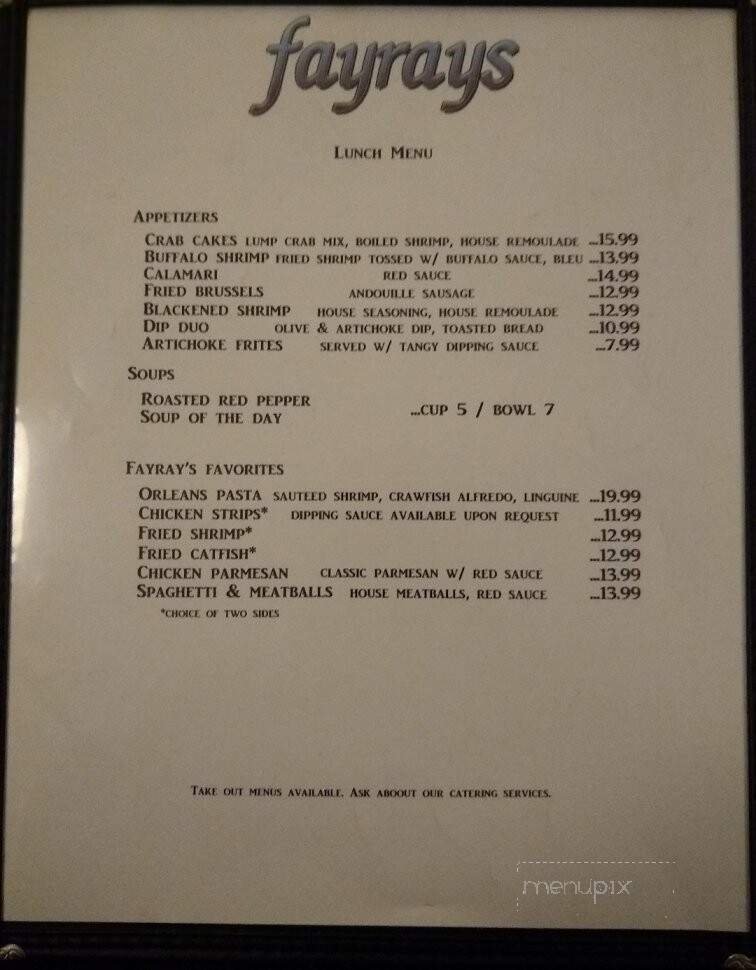 fayrays
Lunch Menu
Appetizers
Crab cakes lump crab mix, boiled shrimp, house remoulade ...15.99
Buffalo shrimp fried shrimp tossed w/ buffalo sauce, bleu ...13.99
Calamari red sauce ...14.99
Fried Brussels andouille sausage ...12.99
Blackened shrimp house seasoning, house remoulade ...12.99
Dip duo olive & artichoke dip, toasted bread ...10.99
Artichoke frites served w/ tangy dipping sauce ...7.99
Soups
Roasted red pepper
Soup of the day ...cup 5 / bowl 7
Fayray's favorites
Orleans pasta sauteed shrimp, crawfish alfredo, linguine ...19.99
Chicken strips* dipping sauce available upon request ...11.99
Fried shrimp* ...12.99
Fried catfish* ...12.99
Chicken parmesan classic parmesan w/ red sauce ...13.99
Spaghetti & meatballs house meatballs, red sauce ...13.99
*choice of two sides
Take out menus available. Ask aboout our catering services.
menupix